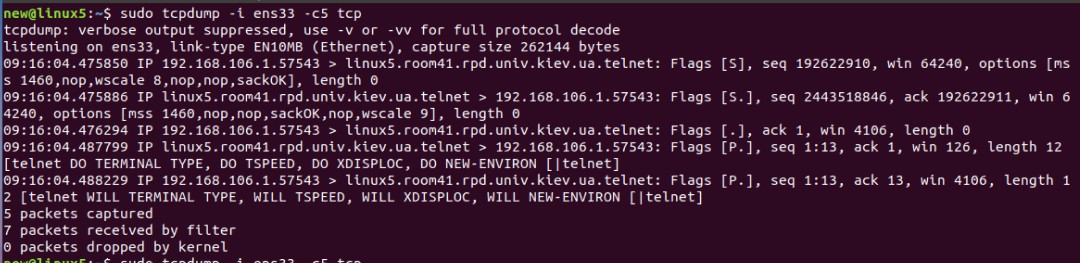 new@linux5:~$ sudo tcpdump -i ens33 -c5 tcp
tcpdump: verbose output suppressed, use -v or -vv for full protocol decode
listening on ens33, link-type EN10MB (Ethernet), capture size 262144 bytes
09:16:04.475850 IP 192.168.106.1.57543 > linux5.room41.rpd.univ.kiev.ua.telnet: Flags [S], seq 192622910, win 64240, options [ms
s 1460,nop,wscale 8,nop,nop,sackOK], length 0
09:16:04.475886 IP linux5.room41.rpd.univ.kiev.ua.telnet > 192.168.106.1.57543: Flags [S.], seq 2443518846, ack 192622911, win 6
4240, options [mss 1460,nop,nop,sackOK,nop,wscale 9], length 0
09:16:04.476294 IP 192.168.106.1.57543 > linux5.room41.rpd.univ.kiev.ua.telnet: Flags [.], ack 1, win 4106, length 0
09:16:04.487799 IP linux5.room41.rpd.univ.kiev.ua.telnet > 192.168.106.1.57543: Flags [P.], seq 1:13, ack 1, win 126, length 12
[telnet DO TERMINAL TYPE, DO TSPEED, DO XDISPLOC, DO NEW-ENVIRON [|telnet]
09:16:04.488229 IP 192.168.106.1.57543 > linux5.room41.rpd.univ.kiev.ua.telnet: Flags [P.], seq 1:13, ack 13, win 4106, length 1
2 [telnet WILL TERMINAL TYPE, WILL TSPEED, WILL XDISPLOC, WILL NEW-ENVIRON [|telnet]
5 packets captured
7 packets received by filter
0 packets dropped by kernel
new@linux5:~$ sudo tcpdump -i ens33 -c5 tcp